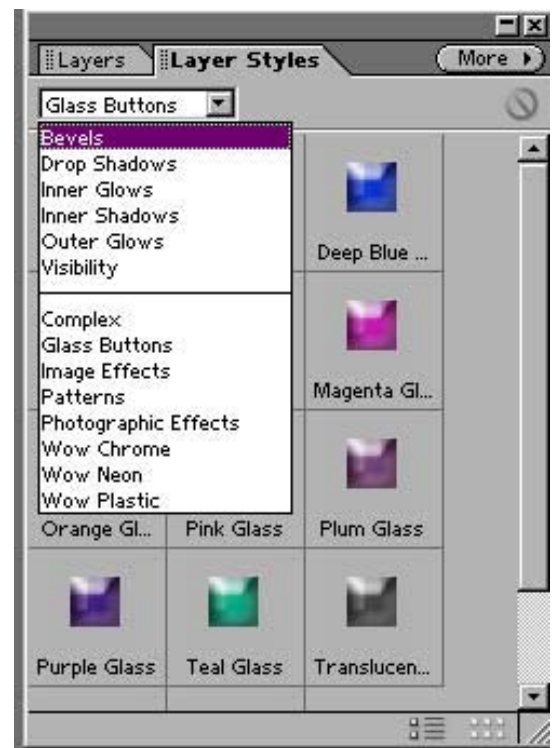 Layers Layer Styles More
Glass Buttons
Bevels
Drop Shadows
Inner Glows
Inner Shadows
Outer Glows
Visibility
Complex
Glass Buttons
Image Effects
Patterns
Photographic Effects
Wow Chrome
Wow Neon
Wow Plastic
Deep Blue ...
Magenta Gl...
Orange Gl... Pink Glass Plum Glass
Purple Glass Teal Glass Translucen...